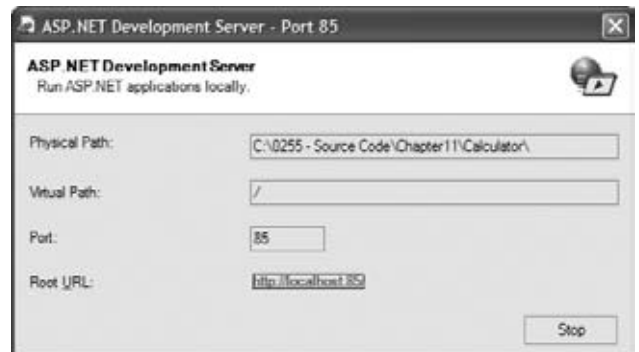 ASP.NET Development Server - Port 85
ASP.NET Development Server
Run ASP.NET applications locally.
Physical Path: C:\0255 - Source Code\Chapter11\Calculator\
Virtual Path: /
Port: 85
Root URL: http://localhost:85/
Stop